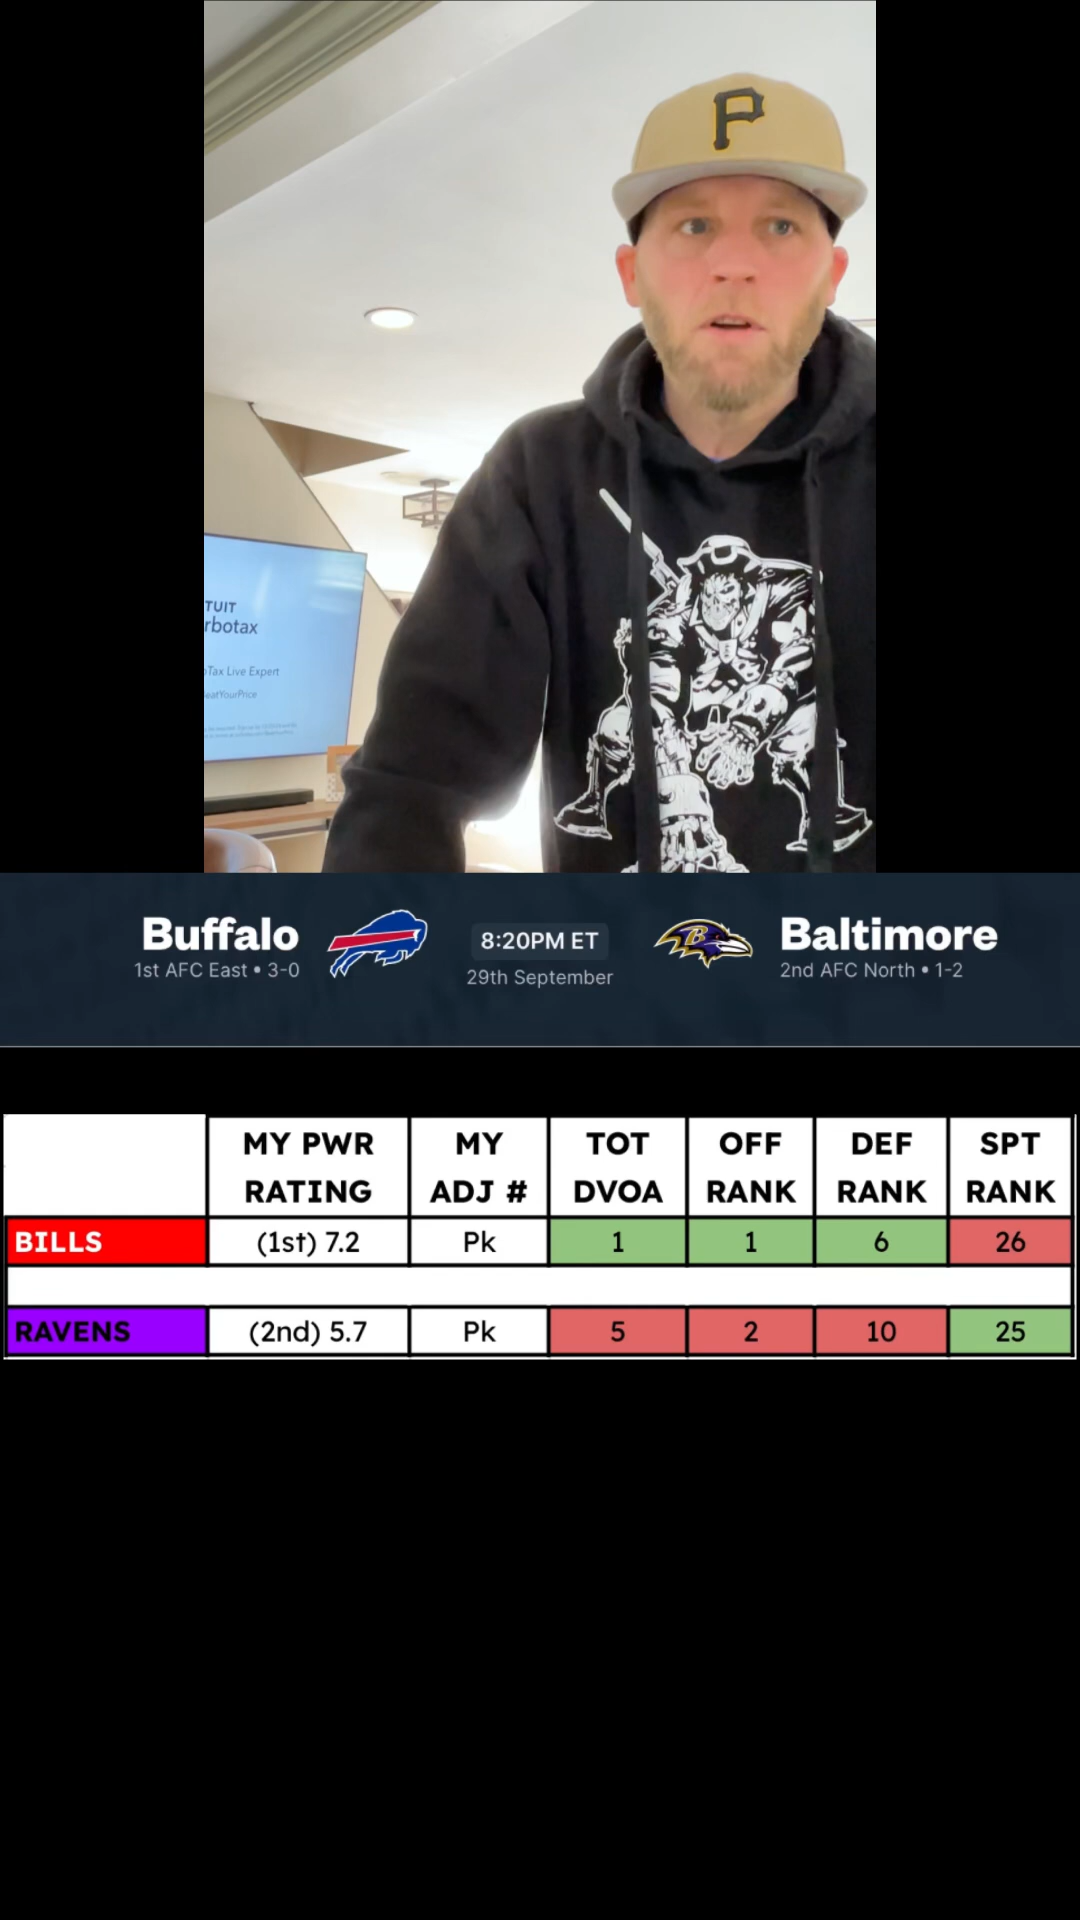 P
TUIT
rbotax
Tax Live Expert
eatYourPrice
Buffalo
1st AFC East • 3-0
8:20PM ET
29th September
B
Baltimore
2nd AFC North • 1-2
MY PWR RATING MY ADJ # TOT DVOA OFF RANK DEF RANK SPT RANK
BILLS (1st) 7.2 Pk 1 1 6 26
RAVENS (2nd) 5.7 Pk 5 2 10 25